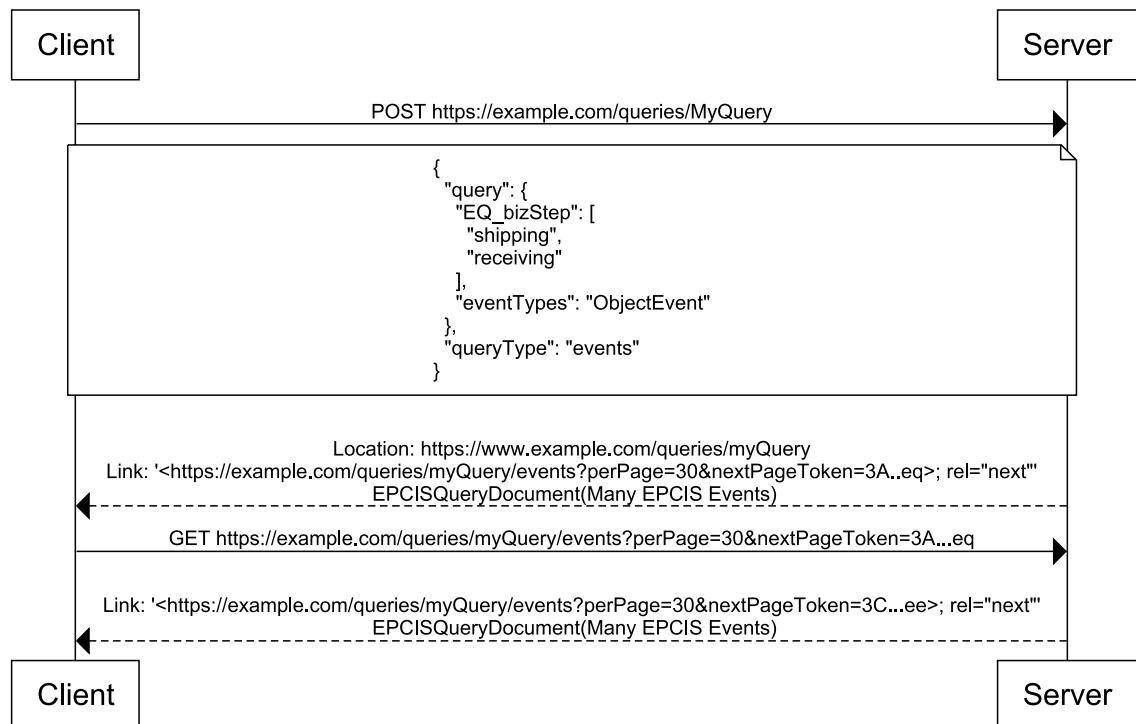 Client
Server
POST https://example.com/queries/MyQuery
{
"query": {
"EQ_bizStep": [
"shipping",
"receiving"
],
"eventTypes": "ObjectEvent"
},
"queryType": "events"
}
Location: https://www.example.com/queries/myQuery
Link: '<https://example.com/queries/myQuery/events?perPage=30&nextPageToken=3A..eq>; rel="next"'
EPCISQueryDocument(Many EPCIS Events)
GET https://example.com/queries/myQuery/events?perPage=30&nextPageToken=3A...eq
Link: '<https://example.com/queries/myQuery/events?perPage=30&nextPageToken=3C...ee>; rel="next"'
EPCISQueryDocument(Many EPCIS Events)
Client
Server